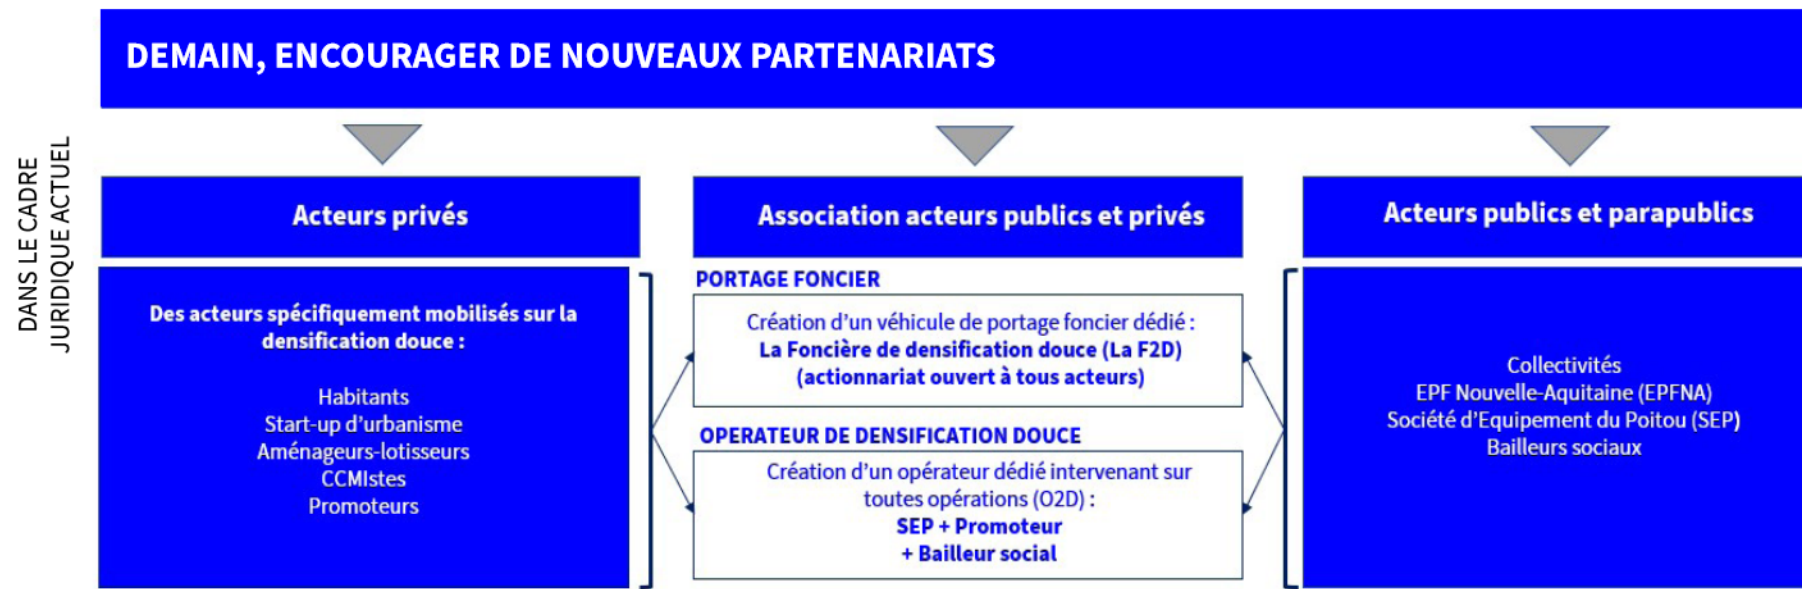 DEMAIN, ENCOURAGER DE NOUVEAUX PARTENARIATS
DANS LE CADRE
JURIDIQUE ACTUEL
Acteurs privés
Des acteurs spécifiquement mobilisés sur la
densification douce :
Habitants
Start-up d'urbanisme
Aménageurs-lotisseurs
CCMIstes
Promoteurs
Association acteurs publics et privés
PORTAGE FONCIER
Création d'un véhicule de portage foncier dédié :
La Foncière de densification douce (La F2D)
(actionnariat ouvert à tous acteurs)
OPERATEUR DE DENSIFICATION DOUCE
Création d'un opérateur dédié intervenant sur
toutes opérations (O2D) :
SEP + Promoteur
+ Bailleur social
Acteurs publics et parapublics
Collectivités
EPF Nouvelle-Aquitaine (EPFNA)
Société d'Equipement du Poitou (SEP)
Bailleurs sociaux